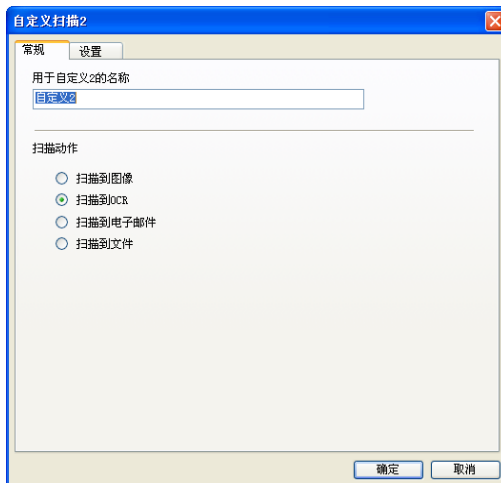 自定义扫描2
常规 设置
用于自定义2的名称
自定义2
扫描动作
扫描到图像
扫描到OCR
扫描到电子邮件
扫描到文件
确定 取消